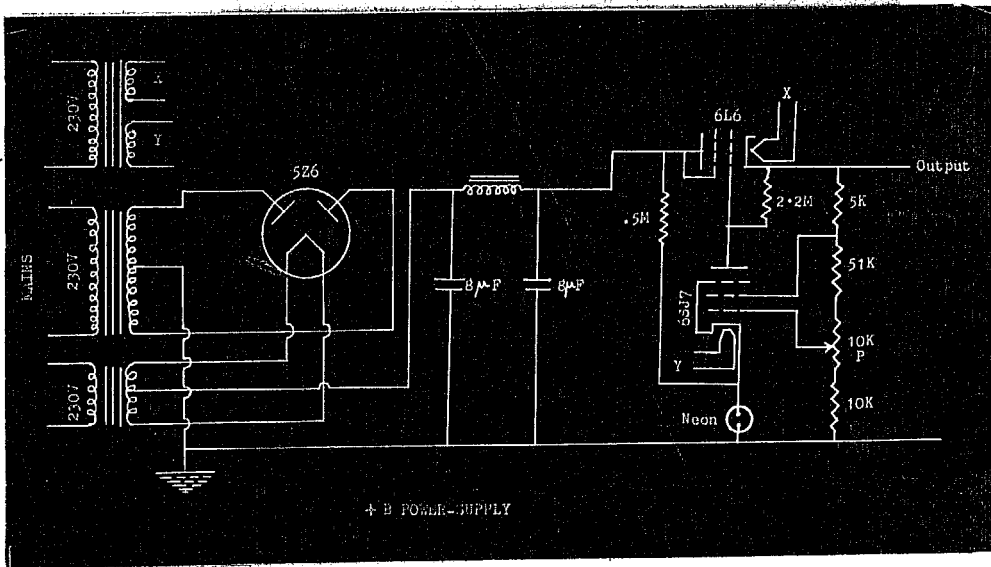 230V
X
Y
MAINS
230V
230V
5Z6
8μF
8μF
.5M
6L6
X
Output
2·2M
5K
51K
6SJ7
10K
P
Y
10K
Neon
+ B POWER-SUPPLY